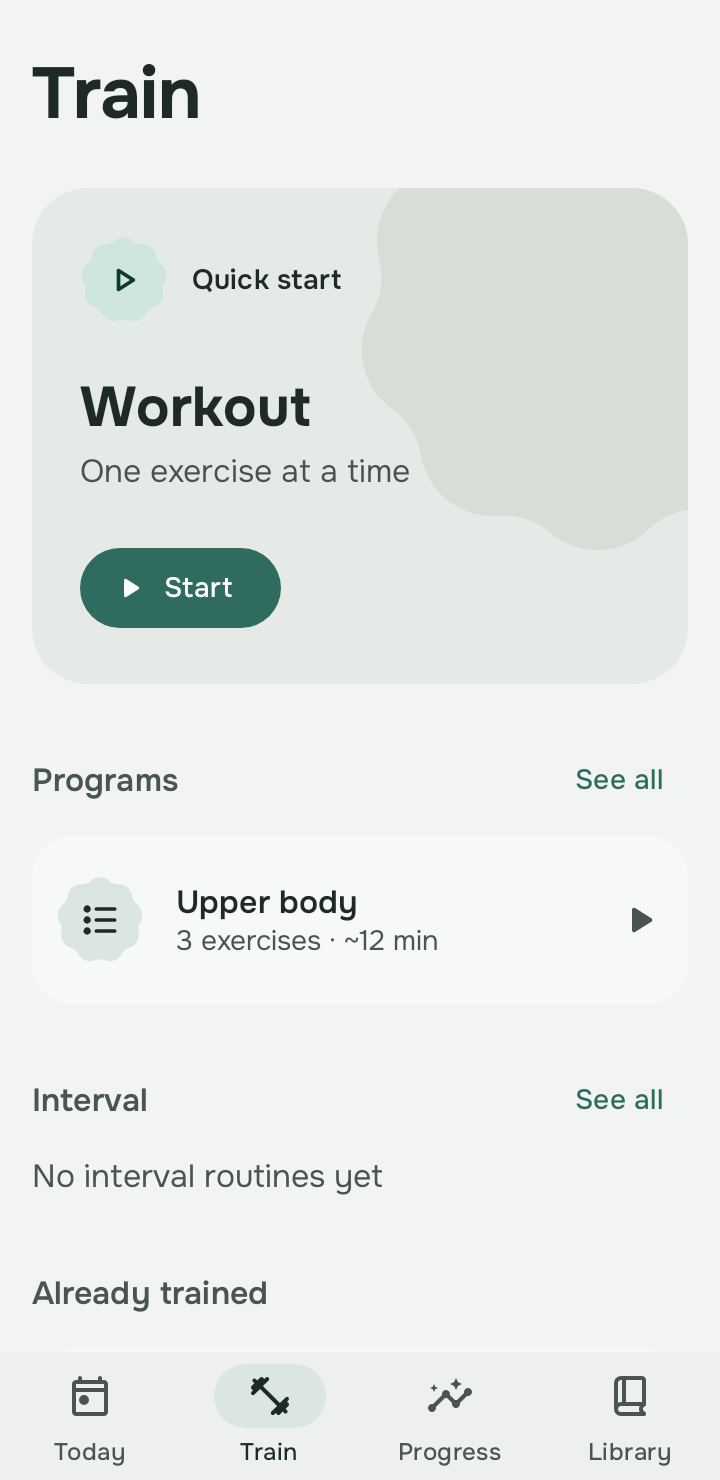 Train
Quick start
Workout
One exercise at a time
Start
Programs
See all
Upper body
3 exercises · ~12 min
Interval
See all
No interval routines yet
Already trained
Today
Train
Progress
Library